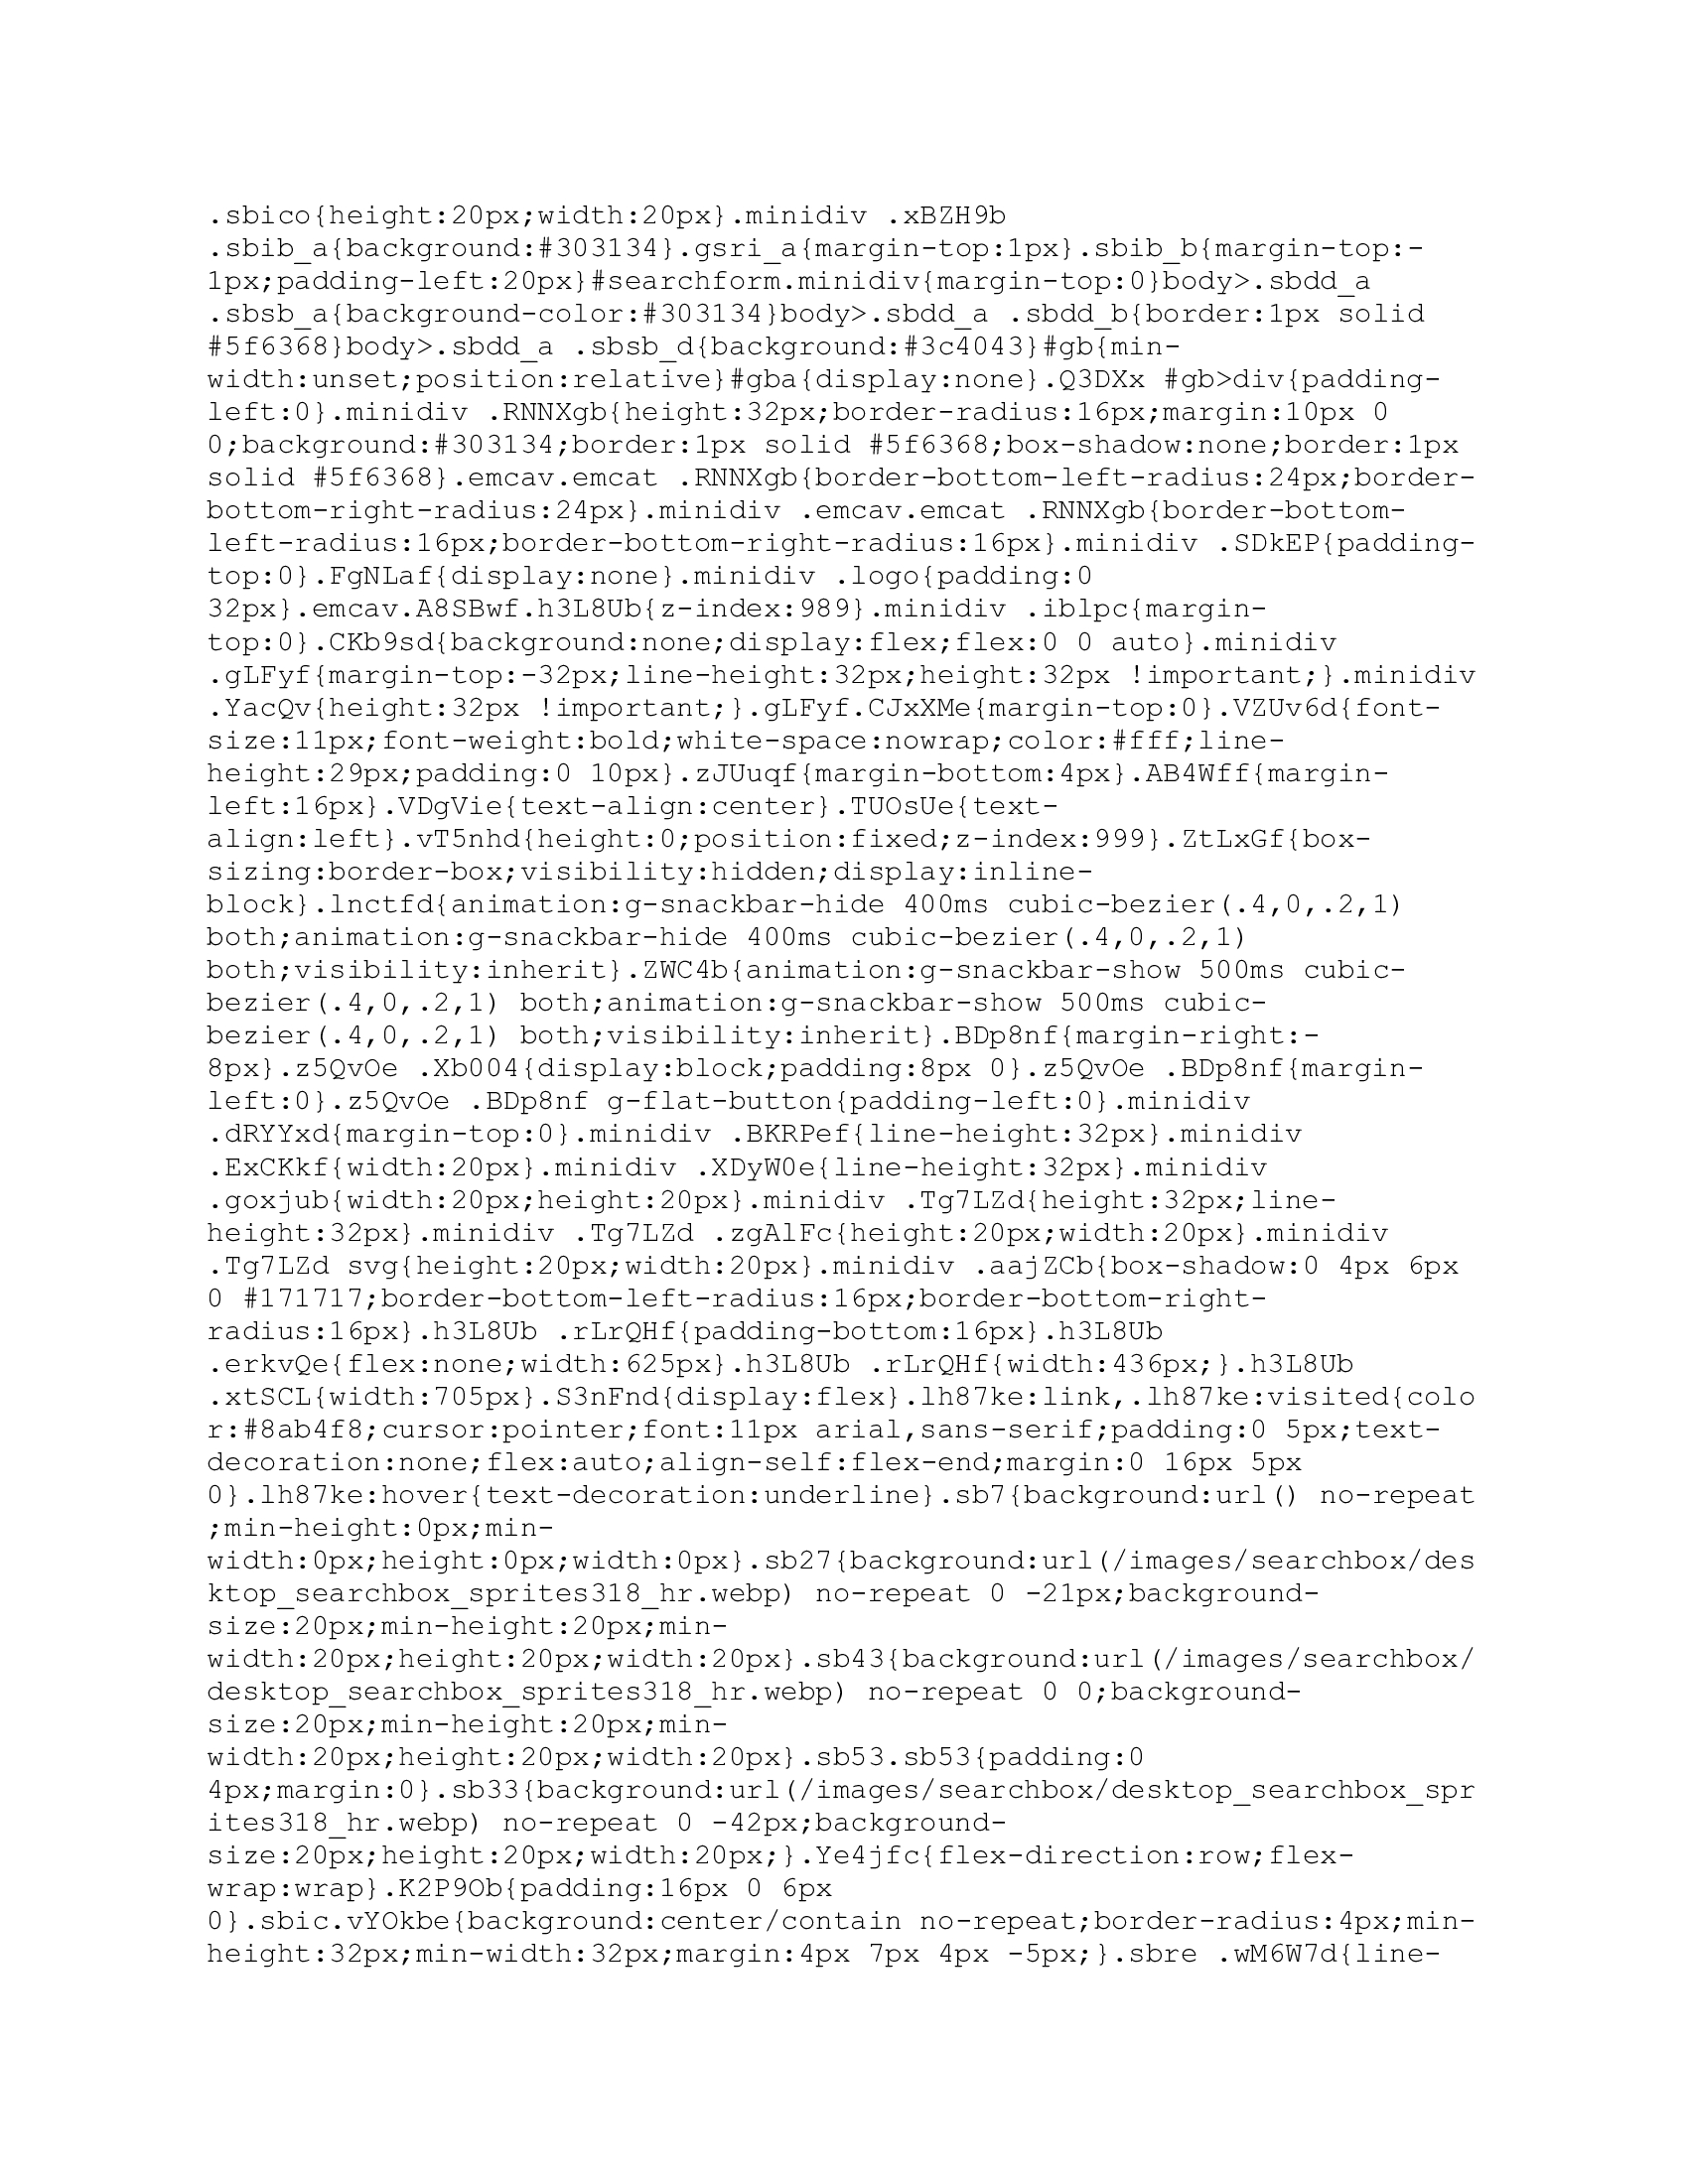 .sbico{height:20px;width:20px}.minidiv .xBZH9b
.sbib_a{background:#303134}.gsri_a{margin-top:1px}.sbib_b{margin-top:-
1px;padding-left:20px}#searchform.minidiv{margin-top:0}body>.sbdd_a
.sbsb_a{background-color:#303134}body>.sbdd_a .sbdd_b{border:1px solid
#5f6368}body>.sbdd_a .sbsb_d{background:#3c4043}#gb{min-
width:unset;position:relative}#gba{display:none}.Q3DXx #gb>div{padding-
left:0}.minidiv .RNNXgb{height:32px;border-radius:16px;margin:10px 0
0;background:#303134;border:1px solid #5f6368;box-shadow:none;border:1px
solid #5f6368}.emcav.emcat .RNNXgb{border-bottom-left-radius:24px;border-
bottom-right-radius:24px}.minidiv .emcav.emcat .RNNXgb{border-bottom-
left-radius:16px;border-bottom-right-radius:16px}.minidiv .SDkEP{padding-
top:0}.FgNLaf{display:none}.minidiv .logo{padding:0
32px}.emcav.A8SBwf.h3L8Ub{z-index:989}.minidiv .iblpc{margin-
top:0}.CKb9sd{background:none;display:flex;flex:0 0 auto}.minidiv
.gLFyf{margin-top:-32px;line-height:32px;height:32px !important;}.minidiv
.YacQv{height:32px !important;}.gLFyf.CJxXMe{margin-top:0}.VZUv6d{font-
size:11px;font-weight:bold;white-space:nowrap;color:#fff;line-
height:29px;padding:0 10px}.zJUuqf{margin-bottom:4px}.AB4Wff{margin-
left:16px}.VDgVie{text-align:center}.TUOsUe{text-
align:left}.vT5nhd{height:0;position:fixed;z-index:999}.ZtLxGf{box-
sizing:border-box;visibility:hidden;display:inline-
block}.lnctfd{animation:g-snackbar-hide 400ms cubic-bezier(.4,0,.2,1)
both;animation:g-snackbar-hide 400ms cubic-bezier(.4,0,.2,1)
both;visibility:inherit}.ZWC4b{animation:g-snackbar-show 500ms cubic-
bezier(.4,0,.2,1) both;animation:g-snackbar-show 500ms cubic-
bezier(.4,0,.2,1) both;visibility:inherit}.BDp8nf{margin-right:-
8px}.z5QvOe .Xb004{display:block;padding:8px 0}.z5QvOe .BDp8nf{margin-
left:0}.z5QvOe .BDp8nf g-flat-button{padding-left:0}.minidiv
.dRYYxd{margin-top:0}.minidiv .BKRPef{line-height:32px}.minidiv
.ExCKkf{width:20px}.minidiv .XDyW0e{line-height:32px}.minidiv
.goxjub{width:20px;height:20px}.minidiv .Tg7LZd{height:32px;line-
height:32px}.minidiv .Tg7LZd .zgAlFc{height:20px;width:20px}.minidiv
.Tg7LZd svg{height:20px;width:20px}.minidiv .aajZCb{box-shadow:0 4px 6px
0 #171717;border-bottom-left-radius:16px;border-bottom-right-
radius:16px}.h3L8Ub .rLrQHf{padding-bottom:16px}.h3L8Ub
.erkvQe{flex:none;width:625px}.h3L8Ub .rLrQHf{width:436px;}.h3L8Ub
.xtSCL{width:705px}.S3nFnd{display:flex}.lh87ke:link,.lh87ke:visited{colo
r:#8ab4f8;cursor:pointer;font:11px arial,sans-serif;padding:0 5px;text-
decoration:none;flex:auto;align-self:flex-end;margin:0 16px 5px
0}.lh87ke:hover{text-decoration:underline}.sb7{background:url() no-repeat
;min-height:0px;min-
width:0px;height:0px;width:0px}.sb27{background:url(/images/searchbox/des
ktop_searchbox_sprites318_hr.webp) no-repeat 0 -21px;background-
size:20px;min-height:20px;min-
width:20px;height:20px;width:20px}.sb43{background:url(/images/searchbox/
desktop_searchbox_sprites318_hr.webp) no-repeat 0 0;background-
size:20px;min-height:20px;min-
width:20px;height:20px;width:20px}.sb53.sb53{padding:0
4px;margin:0}.sb33{background:url(/images/searchbox/desktop_searchbox_spr
ites318_hr.webp) no-repeat 0 -42px;background-
size:20px;height:20px;width:20px;}.Ye4jfc{flex-direction:row;flex-
wrap:wrap}.K2P9Ob{padding:16px 0 6px
0}.sbic.vYOkbe{background:center/contain no-repeat;border-radius:4px;min-
height:32px;min-width:32px;margin:4px 7px 4px -5px;}.sbre .wM6W7d{line-